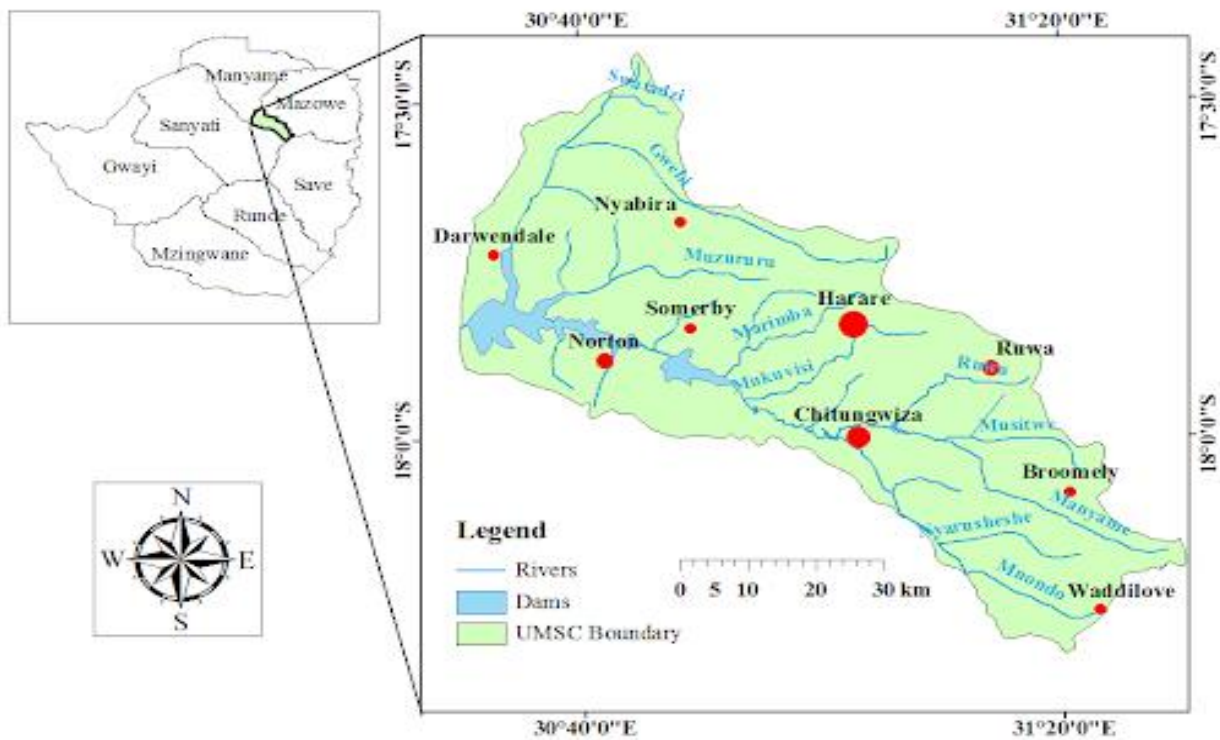 Manyame
Mazowe
Sanyati
Gwayi
Save
Runde
Mzingwane
N
W E
S
30°40'0"E 31°20'0"E
17°30'0"S 17°30'0"S
Gwebi
Nyabira
Darwendale
Muzururu
Harare
Somerby
Marimba
Norton
Ruwa
Ruwa
Mukuvisi
Chitungwiza
18°0'0"S 18°0'0"S
Musitwe
Broomely
Manyame
Nyarusheshe
Mnondo
Waddilove
Legend
Rivers
Dams
UMSC Boundary
0 5 10 20 30 km
30°40'0"E 31°20'0"E